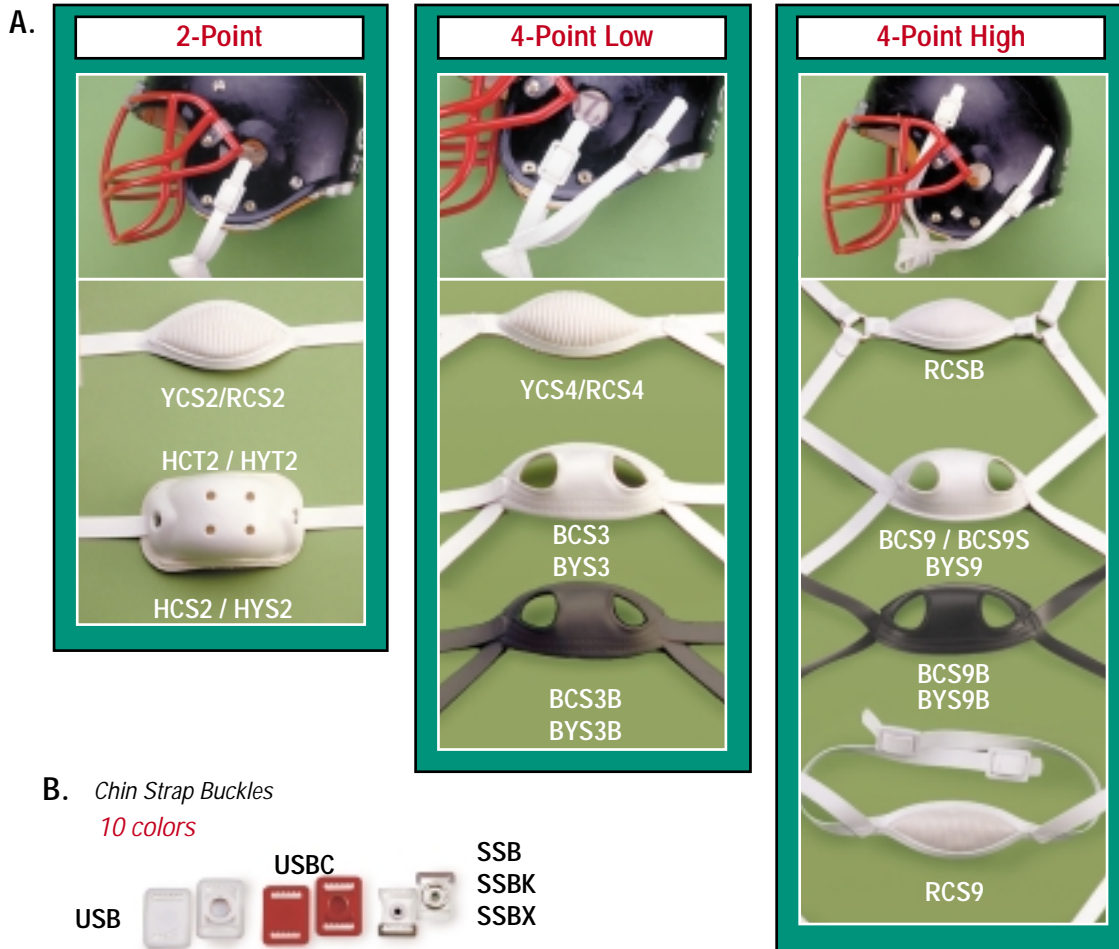 A.
2-Point
YCS2/RCS2
HCT2 / HYT2
HCS2 / HYS2
4-Point Low
YCS4/RCS4
BCS3
BYS3
BCS3B
BYS3B
4-Point High
RCSB
BCS9 / BCS9S
BYS9
BCS9B
BYS9B
RCS9
B. Chin Strap Buckles
10 colors
USB
USBC
SSB
SSBK
SSBX